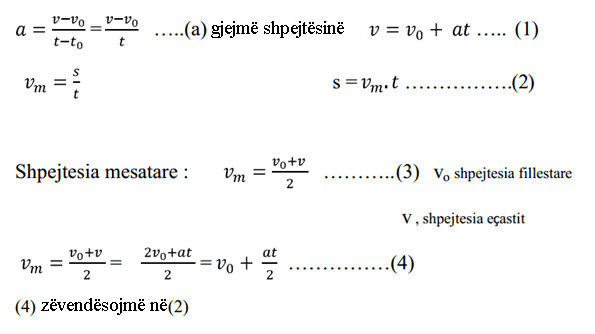 a = (v−v₀)/(t−t₀) = (v−v₀)/t …..(a) gjejmë shpejtësinë v = v₀ + at ….. (1)
vₘ = s/t s = vₘ. t …………….(2)
Shpejtesia mesatare : vₘ = (v₀+v)/2 ………..(3) V₀ shpejtesia fillestare
V , shpejtesia eçastit
vₘ = (v₀+v)/2 = (2v₀+at)/2 = v₀ + at/2 ……………(4)
(4) zëvendësojmë në(2)